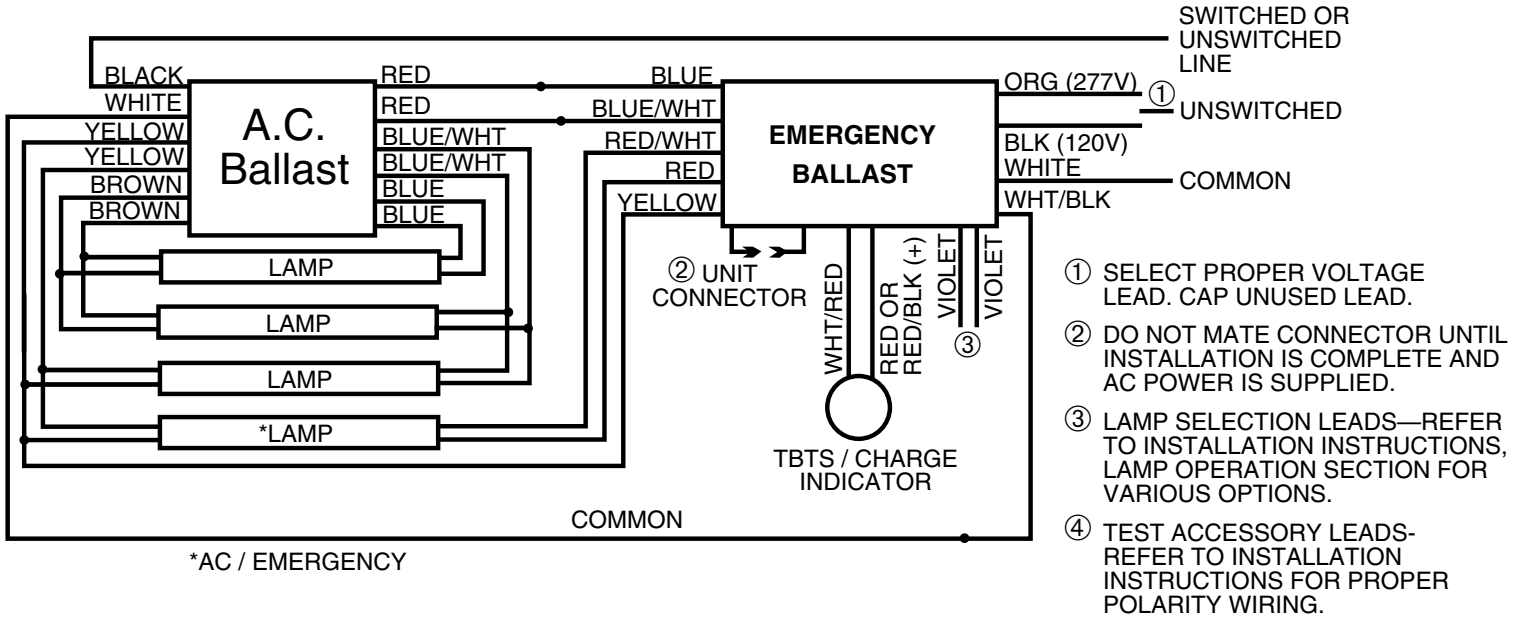 SWITCHED OR
UNSWITCHED
LINE
BLACK
WHITE
YELLOW
YELLOW
BROWN
BROWN
A.C.
Ballast
RED
RED
BLUE/WHT
BLUE/WHT
BLUE
BLUE
BLUE
BLUE/WHT
RED/WHT
RED
YELLOW
EMERGENCY
BALLAST
ORG (277V)
①
UNSWITCHED
BLK (120V)
WHITE
COMMON
WHT/BLK
LAMP
LAMP
LAMP
*LAMP
② UNIT
CONNECTOR
WHT/RED
RED OR
RED/BLK (+)
VIOLET
VIOLET
③
TBTS / CHARGE
INDICATOR
COMMON
*AC / EMERGENCY
① SELECT PROPER VOLTAGE
LEAD. CAP UNUSED LEAD.
② DO NOT MATE CONNECTOR UNTIL
INSTALLATION IS COMPLETE AND
AC POWER IS SUPPLIED.
③ LAMP SELECTION LEADS—REFER
TO INSTALLATION INSTRUCTIONS,
LAMP OPERATION SECTION FOR
VARIOUS OPTIONS.
④ TEST ACCESSORY LEADS-
REFER TO INSTALLATION
INSTRUCTIONS FOR PROPER
POLARITY WIRING.